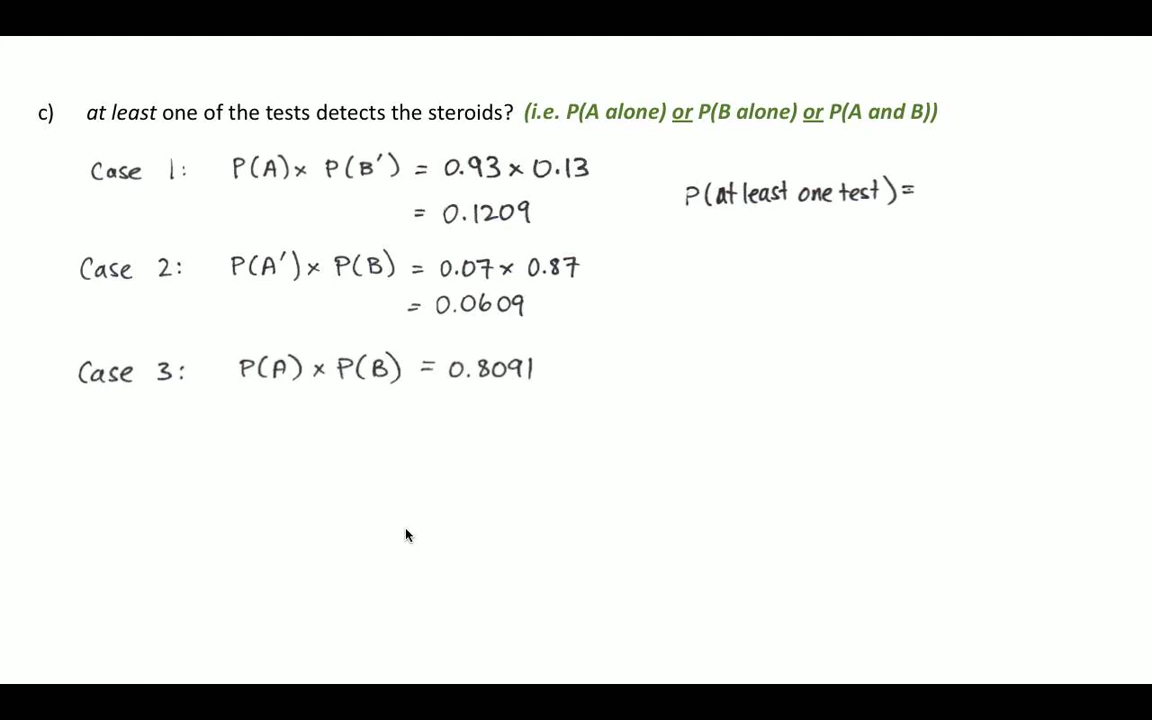 c) at least one of the tests detects the steroids? (i.e. P(A alone) or P(B alone) or P(A and B))
Case 1: P(A) x P(B') = 0.93 x 0.13
= 0.1209
P(at least one test) =
Case 2: P(A') x P(B) = 0.07 x 0.87
= 0.0609
Case 3: P(A) x P(B) = 0.8091